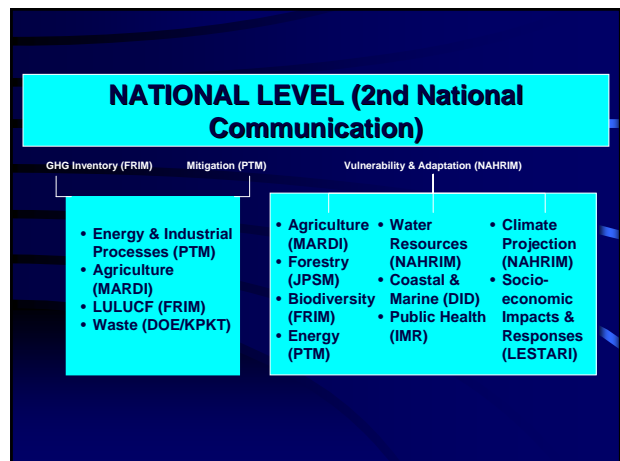 NATIONAL LEVEL (2nd National
Communication)
GHG Inventory (FRIM)
Mitigation (PTM)
Vulnerability & Adaptation (NAHRIM)
• Energy & Industrial
Processes (PTM)
• Agriculture
(MARDI)
• LULUCF (FRIM)
• Waste (DOE/KPKT)
• Agriculture
(MARDI)
• Forestry
(JPSM)
• Biodiversity
(FRIM)
• Energy
(PTM)
• Water
Resources
(NAHRIM)
• Coastal &
Marine (DID)
• Public Health
(IMR)
• Climate
Projection
(NAHRIM)
• Socio-
economic
Impacts &
Responses
(LESTARI)